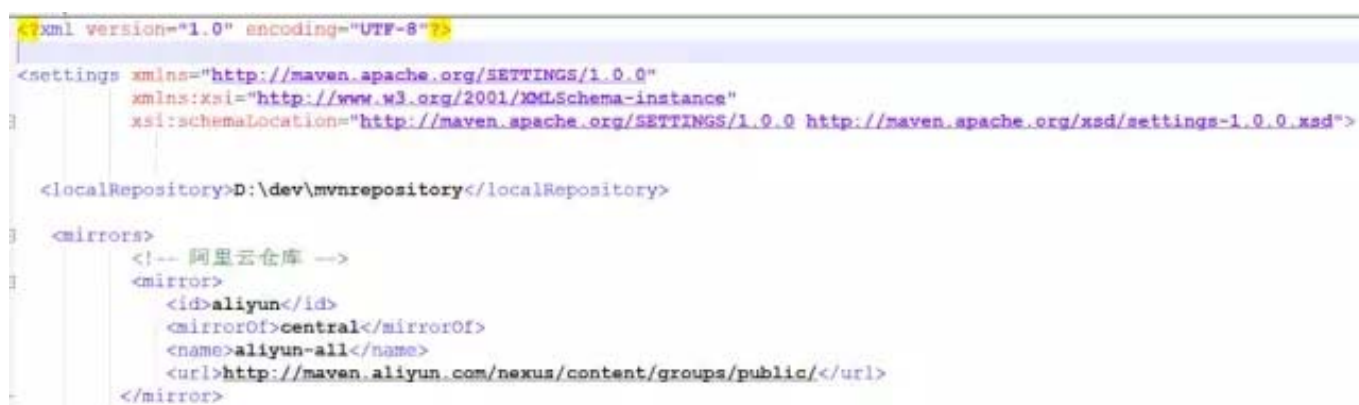 <?xml version="1.0" encoding="UTF-8"?>
<settings xmlns="http://maven.apache.org/SETTINGS/1.0.0"
xmlns:xsi="http://www.w3.org/2001/XMLSchema-instance"
xsi:schemaLocation="http://maven.apache.org/SETTINGS/1.0.0 http://maven.apache.org/xsd/settings-1.0.0.xsd">
<localRepository>D:\dev\mvnrepository</localRepository>
<mirrors>
<!-- 阿里云仓库 -->
<mirror>
<id>aliyun</id>
<mirrorOf>central</mirrorOf>
<name>aliyun-all</name>
<url>http://maven.aliyun.com/nexus/content/groups/public/</url>
</mirror>